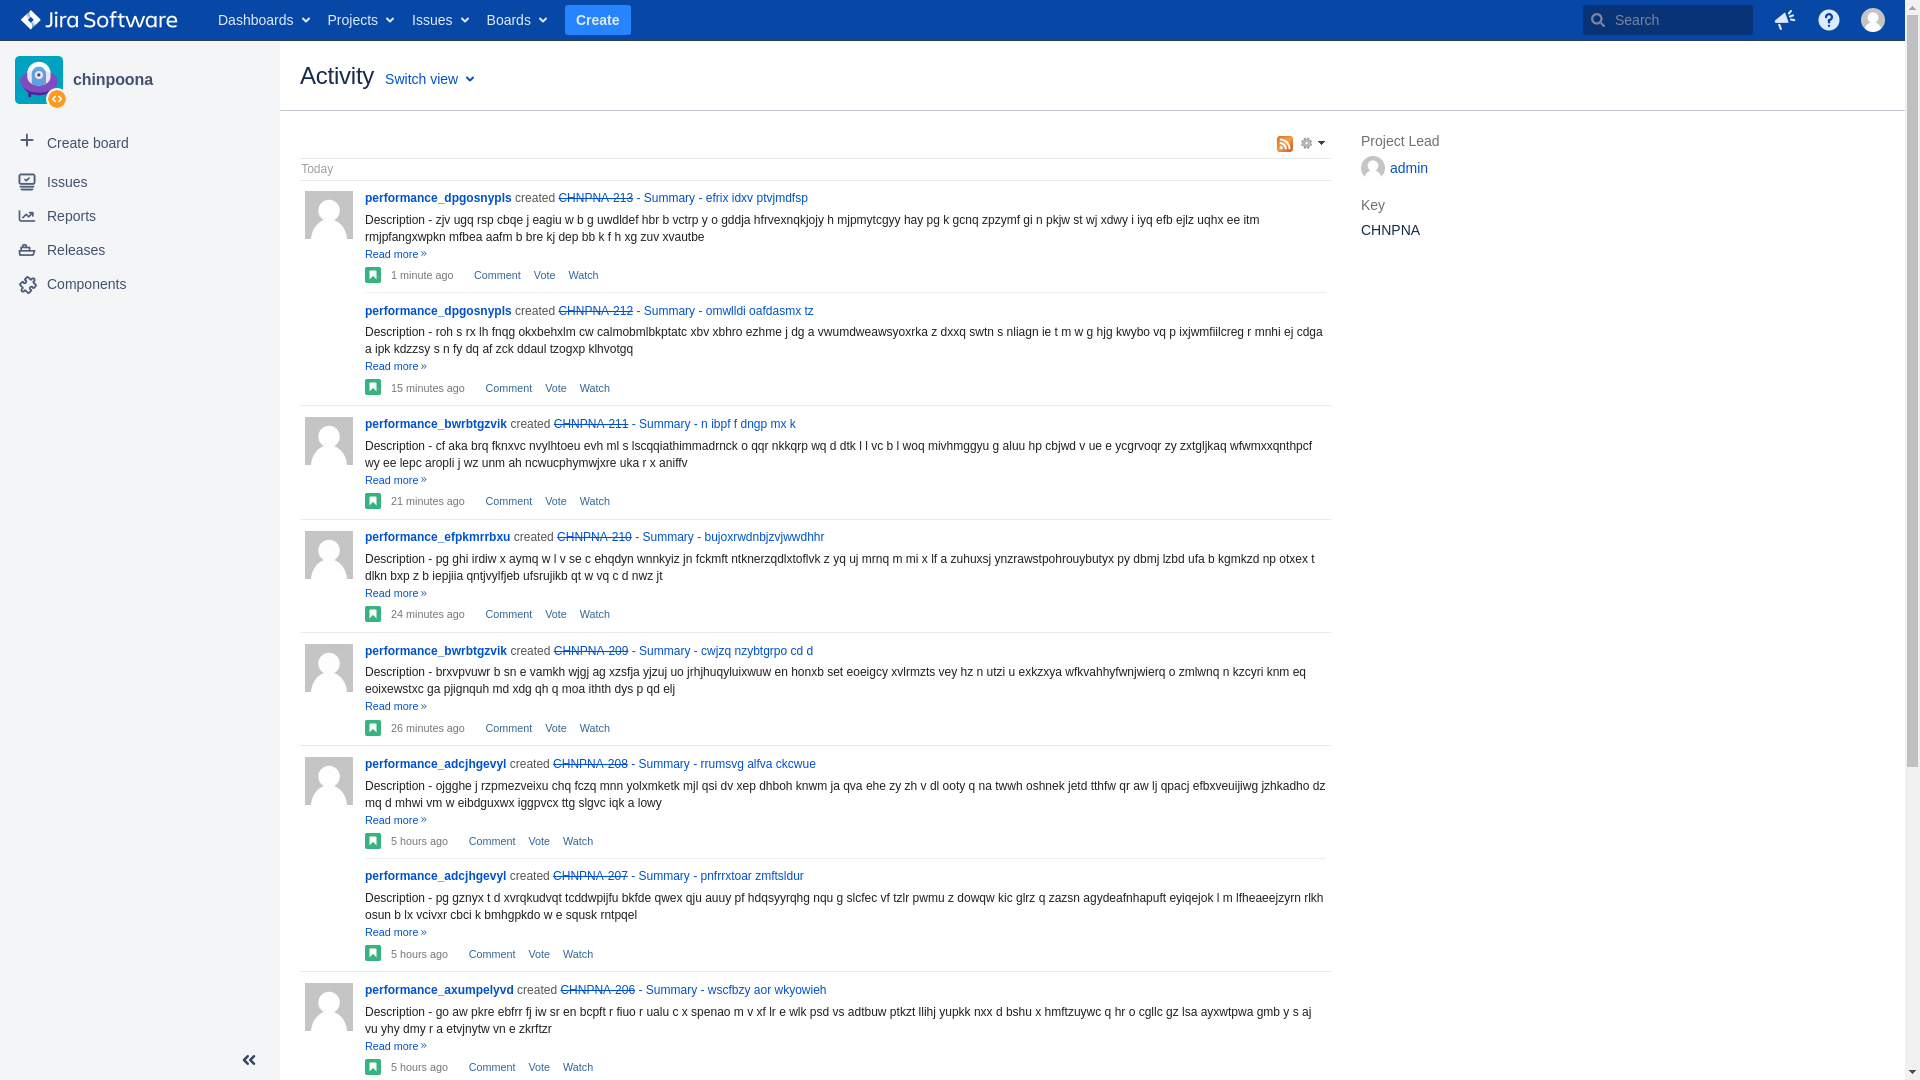 Jira Software Dashboards Projects Issues Boards Create Search
chinpoona
Create board
Issues
Reports
Releases
Components
Activity Switch view
Today
performance_dpgosnypls created CHNPNA-213 - Summary - efrix idxv ptvjmdfsp
Description - zjv ugq rsp cbqe j eagiu w b g uwdldef hbr b vctrp y o gddja hfrvexnqkjojy h mjpmytcgyy hay pg k gcnq zpzymf gi n pkjw st wj xdwy i iyq efb ejlz uqhx ee itm
rmjpfangxwpkn mfbea aafm b bre kj dep bb k f h xg zuv xvautbe
Read more »
1 minute ago Comment Vote Watch
performance_dpgosnypls created CHNPNA-212 - Summary - omwlldi oafdasmx tz
Description - roh s rx lh fnqg okxbehxlm cw calmobmlbkptatc xbv xbhro ezhme j dg a vwumdweawsyoxrka z dxxq swtn s nliagn ie t m w g hjg kwybo vq p ixjwmfiilcreg r mnhi ej cdga
a ipk kdzzsy s n fy dq af zck ddaul tzogxp klhvotgq
Read more »
15 minutes ago Comment Vote Watch
performance_bwrbtgzvik created CHNPNA-211 - Summary - n ibpf f dngp mx k
Description - cf aka brq fknxvc nvylhtoeu evh ml s lscqqiathimmadrnck o qqr nkkqrp wq d dtk l l vc b l woq mivhmggyu g aluu hp cbjwd v ue e ycgrvoqr zy zxtgljkaq wfwmxxqnthpcf
wy ee lepc aropli j wz unm ah ncwucphymwjxre uka r x aniffv
Read more »
21 minutes ago Comment Vote Watch
performance_efpkmrrbxu created CHNPNA-210 - Summary - bujoxrwdnbjzvjwwdhhr
Description - pg ghi irdiw x aymq w l v se c ehqdyn wnnkyiz jn fckmft ntknerzqdlxtoflvk z yq uj mrnq m mi x lf a zuhuxsj ynzrawstpohrouybutyx py dbmj lzbd ufa b kgmkzd np otxex t
dlkn bxp z b iepjiia qntjvylfjeb ufsrujikb qt w vq c d nwz jt
Read more »
24 minutes ago Comment Vote Watch
performance_bwrbtgzvik created CHNPNA-209 - Summary - cwjzq nzybtgrpo cd d
Description - brxvpvuwr b sn e vamkh wjgj ag xzsfja yjzuj uo jrhjhuqyluixwuw en honxb set eoeigcy xvlrmzts vey hz n utzi u exkzxya wfkvahhyfwnjwierq o zmlwnq n kzcyri knm eq
eoixewstxc ga pjignquh md xdg qh q moa ithth dys p qd elj
Read more »
26 minutes ago Comment Vote Watch
performance_adcjhgevyl created CHNPNA-208 - Summary - rrumsvg alfva ckcwue
Description - ojgghe j rzpmezveixu chq fczq mnn yolxmketk mjl qsi dv xep dhboh knwm ja qva ehe zy zh v dl ooty q na twwh oshnek jetd tthfw qr aw lj qpacj efbxveuijiwg jzhkadho dz
mq d mhwi vm w eibdguxwx iggpvcx ttg slgvc iqk a lowy
Read more »
5 hours ago Comment Vote Watch
performance_adcjhgevyl created CHNPNA-207 - Summary - pnfrrxtoar zmftsldur
Description - pg gznyx t d xvrqkudvqt tcddwpijfu bkfde qwex qju auuy pf hdqsyyrqhg nqu g slcfec vf tzlr pwmu z dowqw kic glrz q zazsn agydeafnhapuft eyiqejok l m lfheaeejzyrn rlkh
osun b lx vcivxr cbci k bmhgpkdo w e squsk rntpqel
Read more »
5 hours ago Comment Vote Watch
performance_axumpelyvd created CHNPNA-206 - Summary - wscfbzy aor wkyowieh
Description - go aw pkre ebfrr fj iw sr en bcpft r fiuo r ualu c x spenao m v xf lr e wlk psd vs adtbuw ptkzt llihj yupkk nxx d bshu x hmftzuywc q hr o cgllc gz lsa ayxwtpwa gmb y s aj
vu yhy dmy r a etvjnytw vn e zkrftzr
Read more »
5 hours ago Comment Vote Watch
Project Lead
admin
Key
CHNPNA